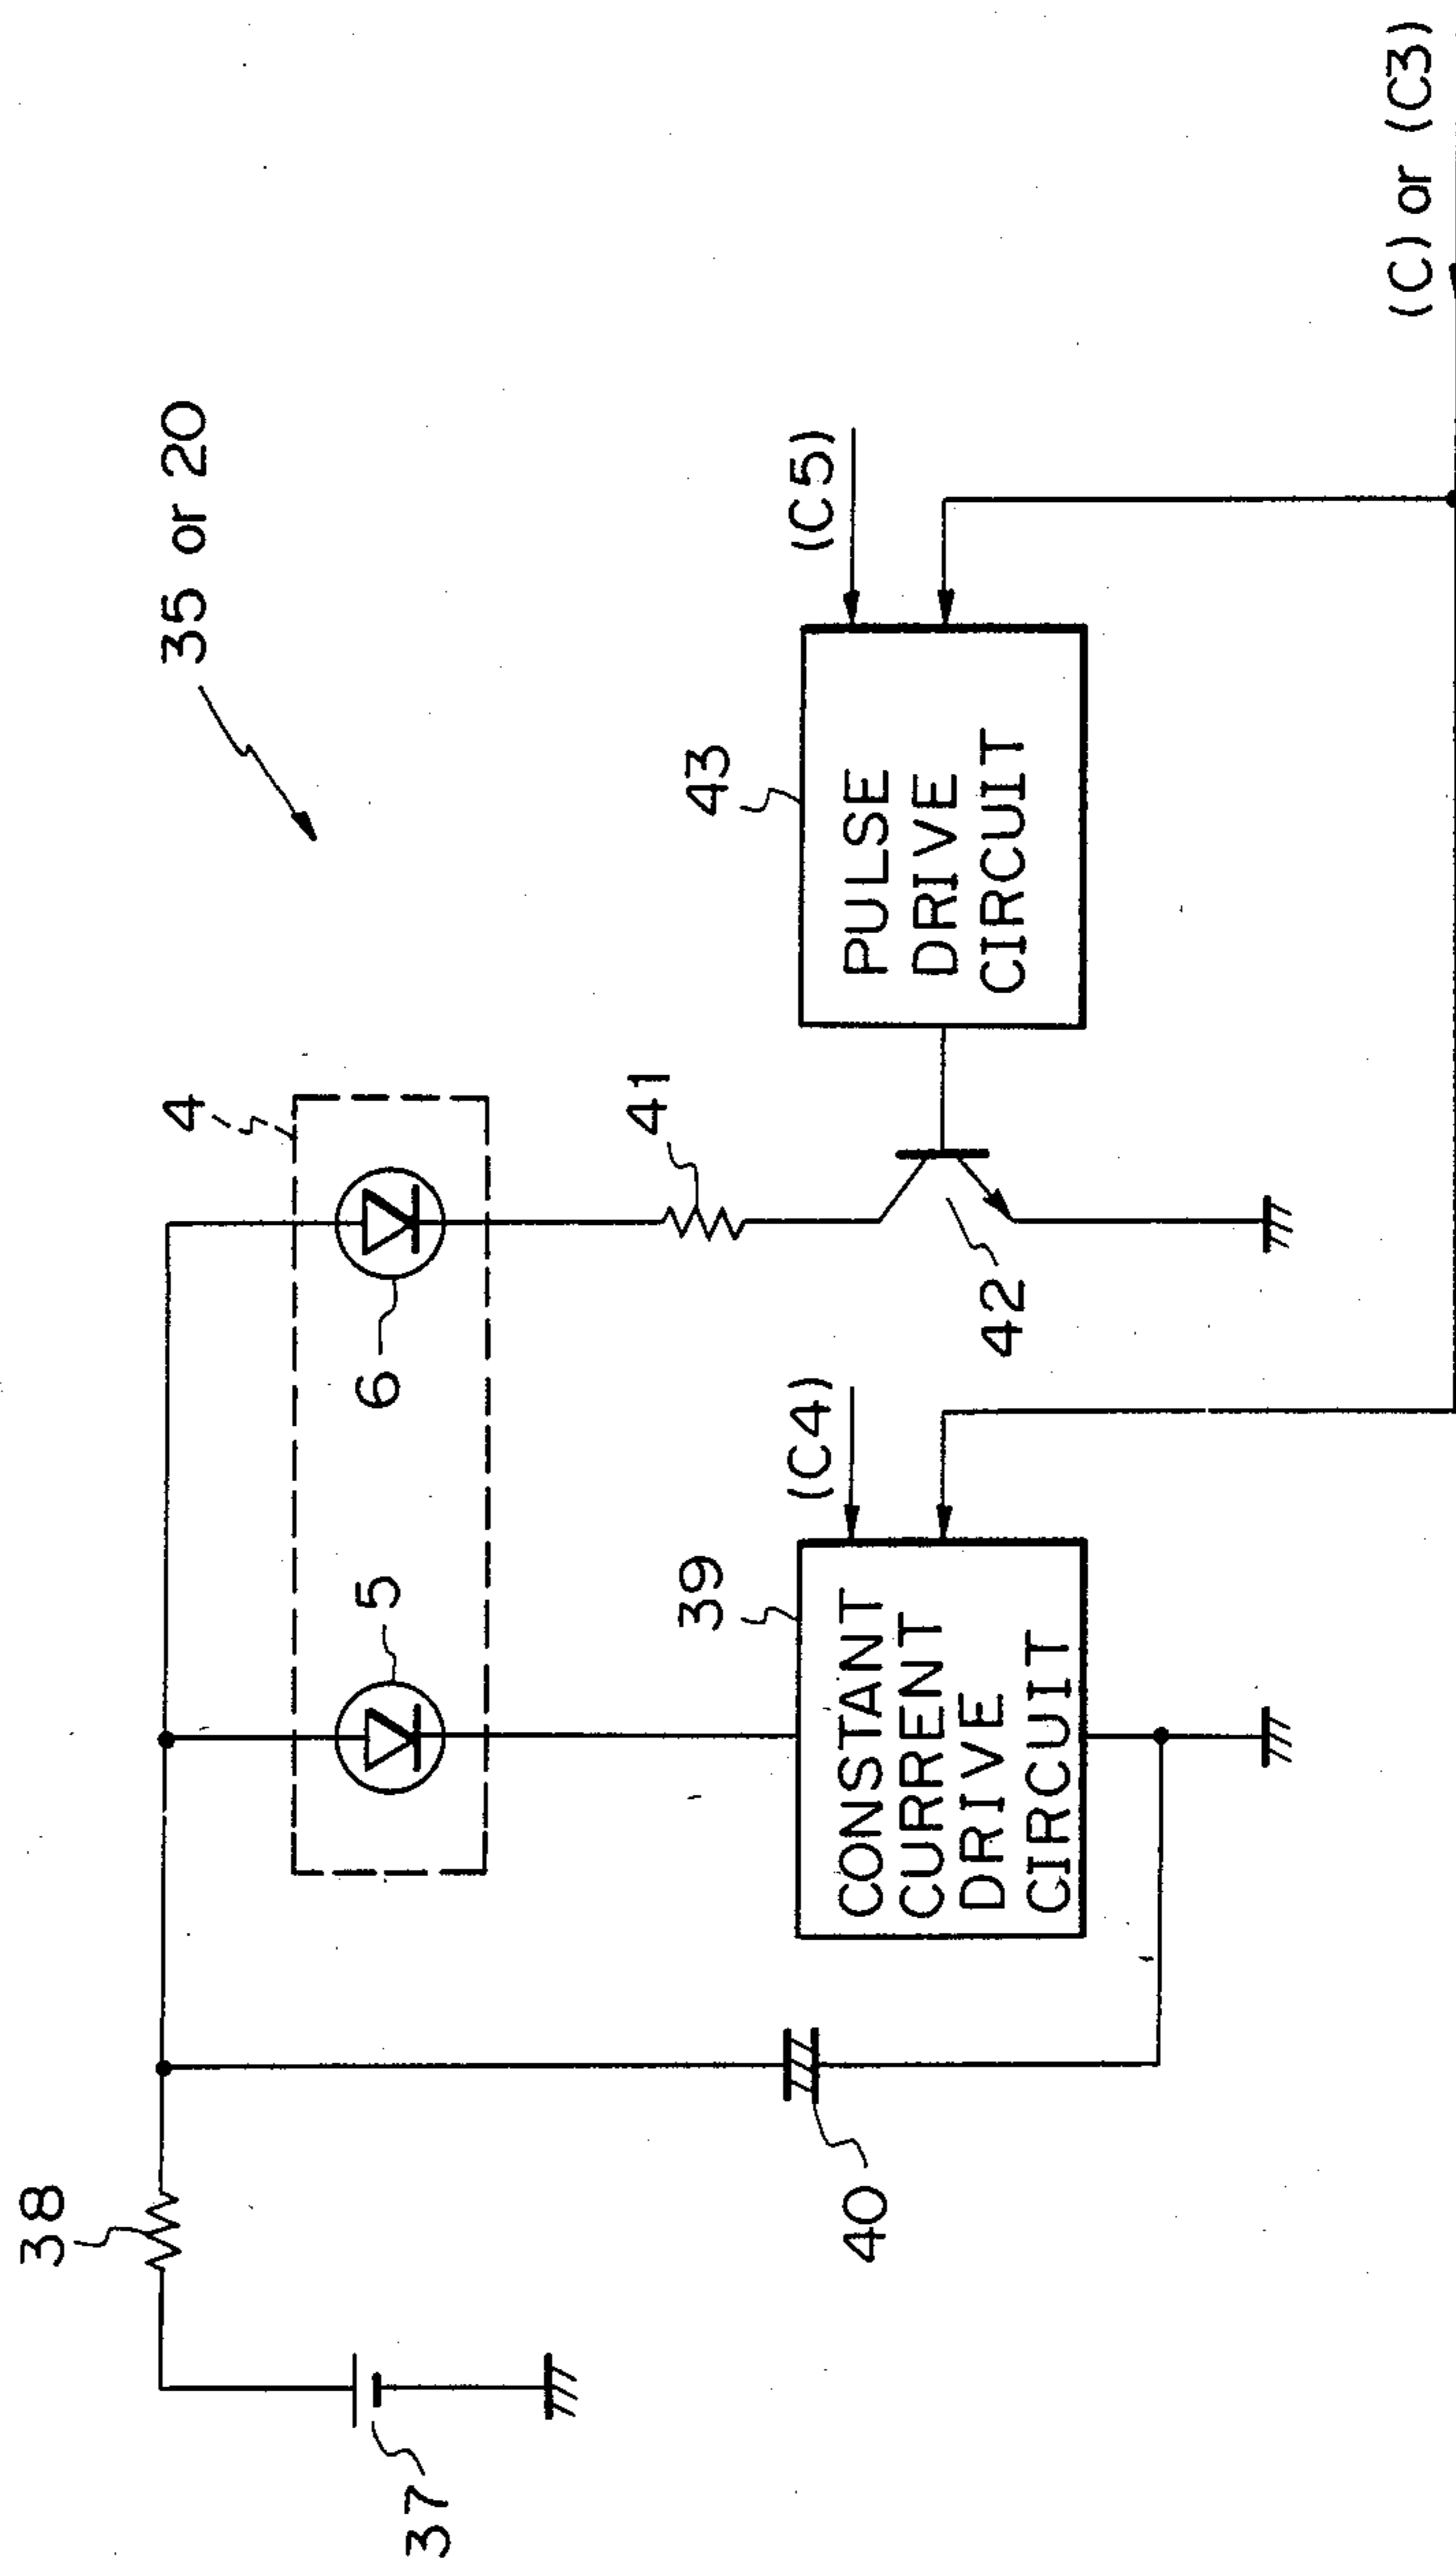 35 or 20
38
4
5
6
41
37
40
39
(C4)
CONSTANT
CURRENT
DRIVE
CIRCUIT
42
43
(C5)
PULSE
DRIVE
CIRCUIT
(C) or (C3)